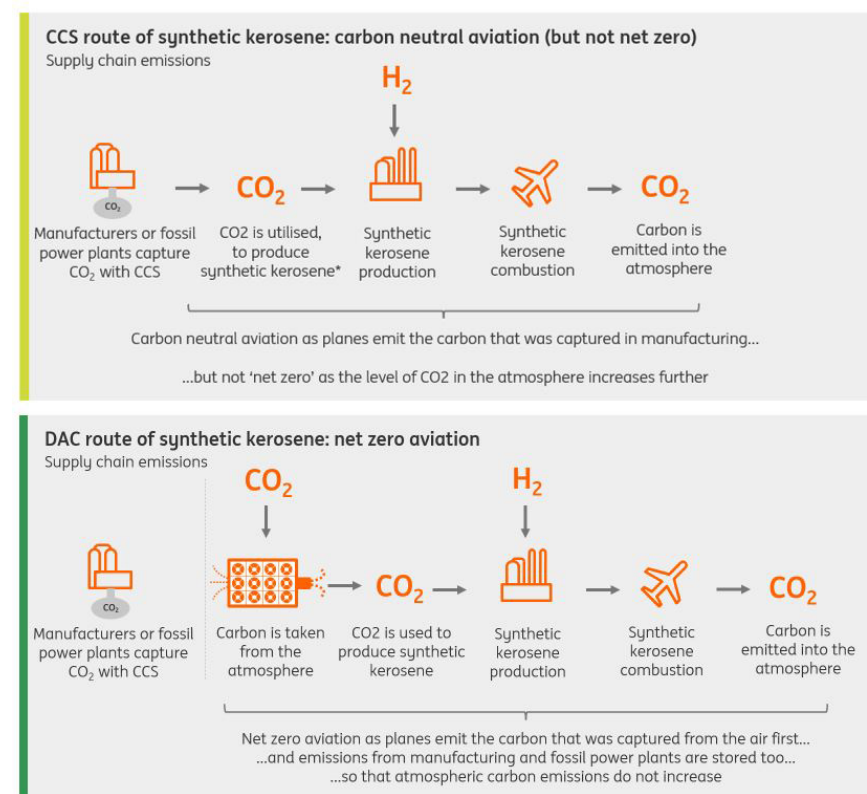 CCS route of synthetic kerosene: carbon neutral aviation (but not net zero)
Supply chain emissions
H₂
CO₂
CO₂
CO₂
Manufacturers or fossil
power plants capture
CO₂ with CCS
CO2 is utilised,
to produce
synthetic kerosene*
Synthetic
kerosene
production
Synthetic
kerosene
combustion
Carbon is
emitted into the
atmosphere
Carbon neutral aviation as planes emit the carbon that was captured in manufacturing...
...but not ‘net zero’ as the level of CO2 in the atmosphere increases further
DAC route of synthetic kerosene: net zero aviation
Supply chain emissions
CO₂
H₂
CO₂
CO₂
CO₂
Manufacturers or fossil
power plants capture
CO₂ with CCS
Carbon is taken
from the
atmosphere
CO2 is used to
produce synthetic
kerosene
Synthetic
kerosene
production
Synthetic
kerosene
combustion
Carbon is
emitted into the
atmosphere
Net zero aviation as planes emit the carbon that was captured from the air first...
...and emissions from manufacturing and fossil power plants are stored too...
...so that atmospheric carbon emissions do not increase